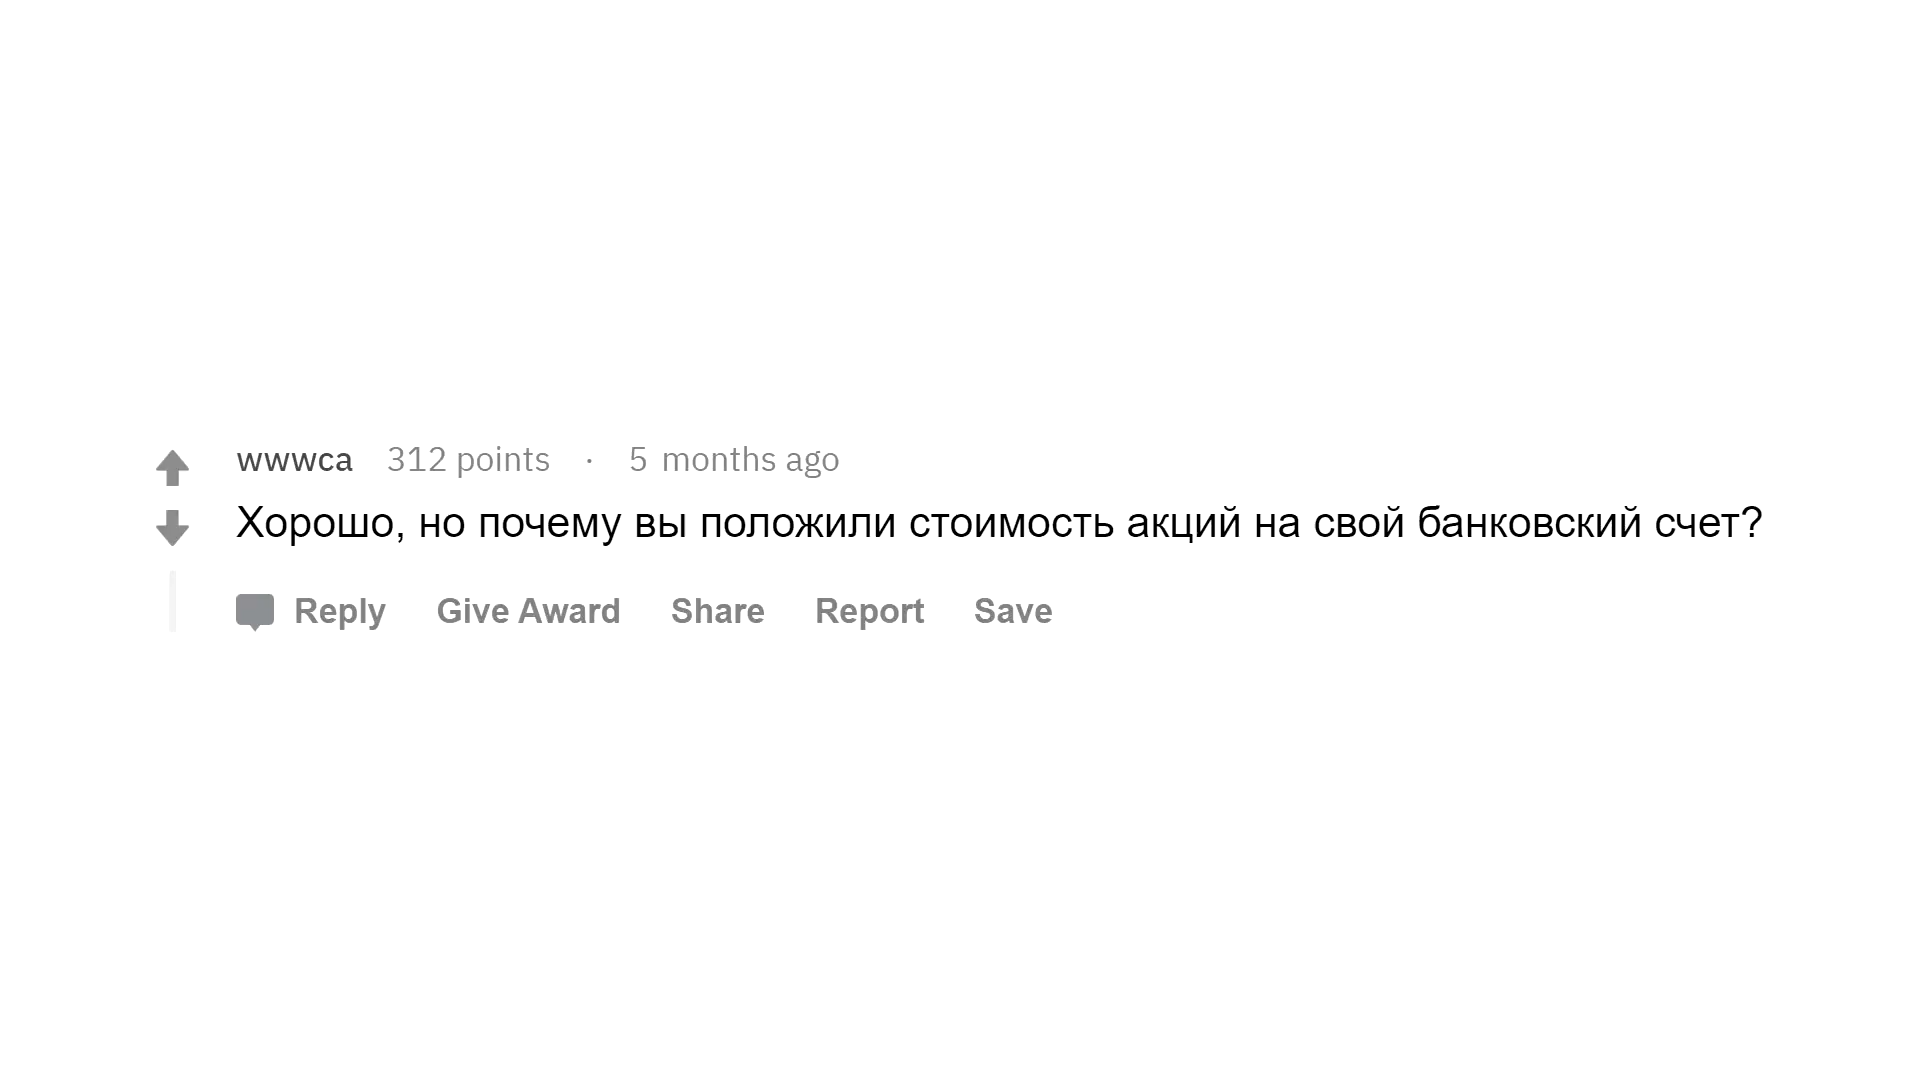 wwwca 312 points · 5 months ago
Хорошо, но почему вы положили стоимость акций на свой банковский счет?
Reply Give Award Share Report Save